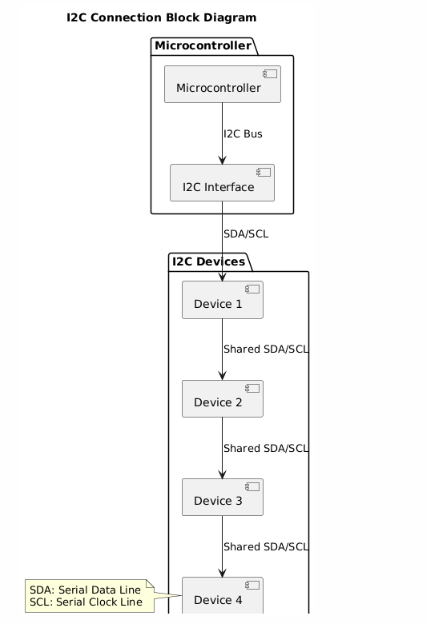 I2C Connection Block Diagram
Microcontroller
Microcontroller
I2C Bus
I2C Interface
SDA/SCL
I2C Devices
Device 1
Shared SDA/SCL
Device 2
Shared SDA/SCL
Device 3
Shared SDA/SCL
SDA: Serial Data Line
SCL: Serial Clock Line
Device 4